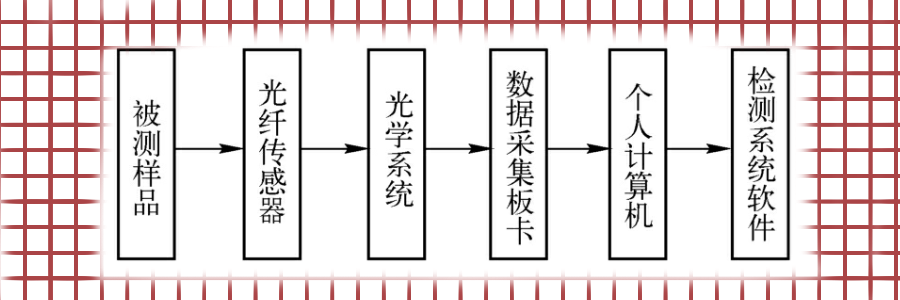 被测样品
光纤传感器
光学系统
数据采集板卡
个人计算机
检测系统软件